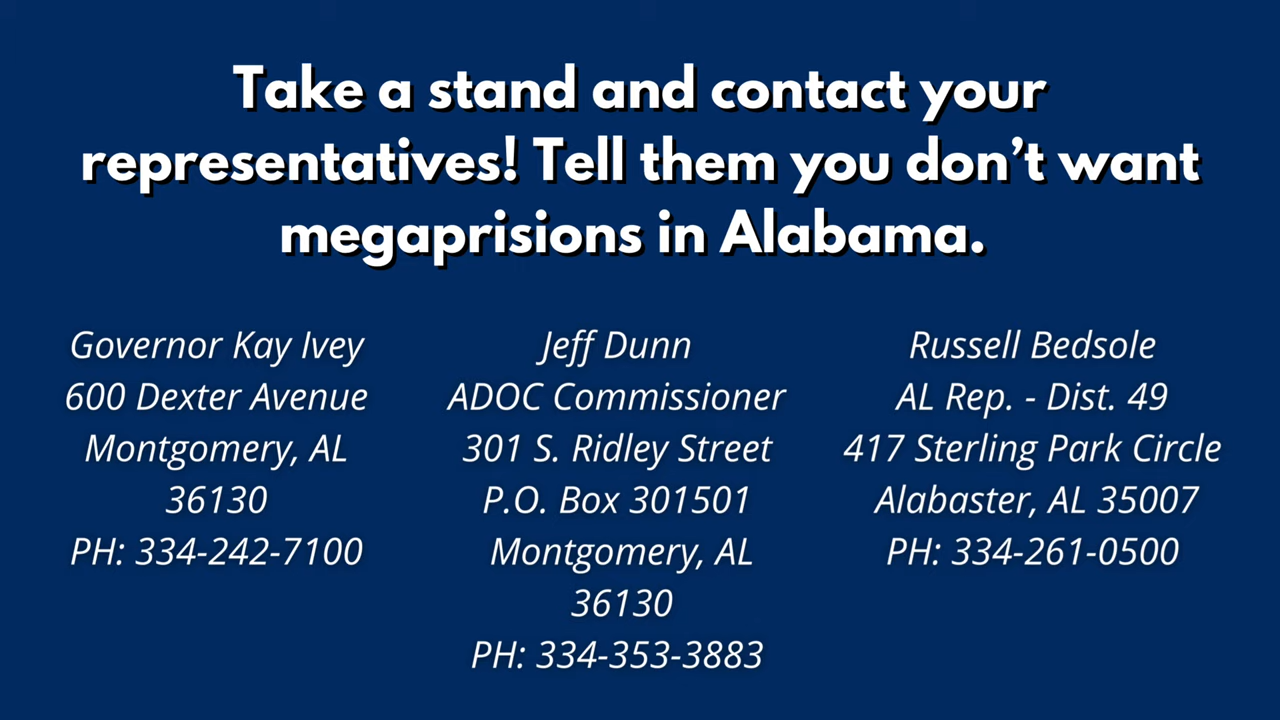 Take a stand and contact your
representatives! Tell them you don’t want
megaprisions in Alabama.
Governor Kay Ivey
600 Dexter Avenue
Montgomery, AL
36130
PH: 334-242-7100
Jeff Dunn
ADOC Commissioner
301 S. Ridley Street
P.O. Box 301501
Montgomery, AL
36130
PH: 334-353-3883
Russell Bedsole
AL Rep. - Dist. 49
417 Sterling Park Circle
Alabaster, AL 35007
PH: 334-261-0500